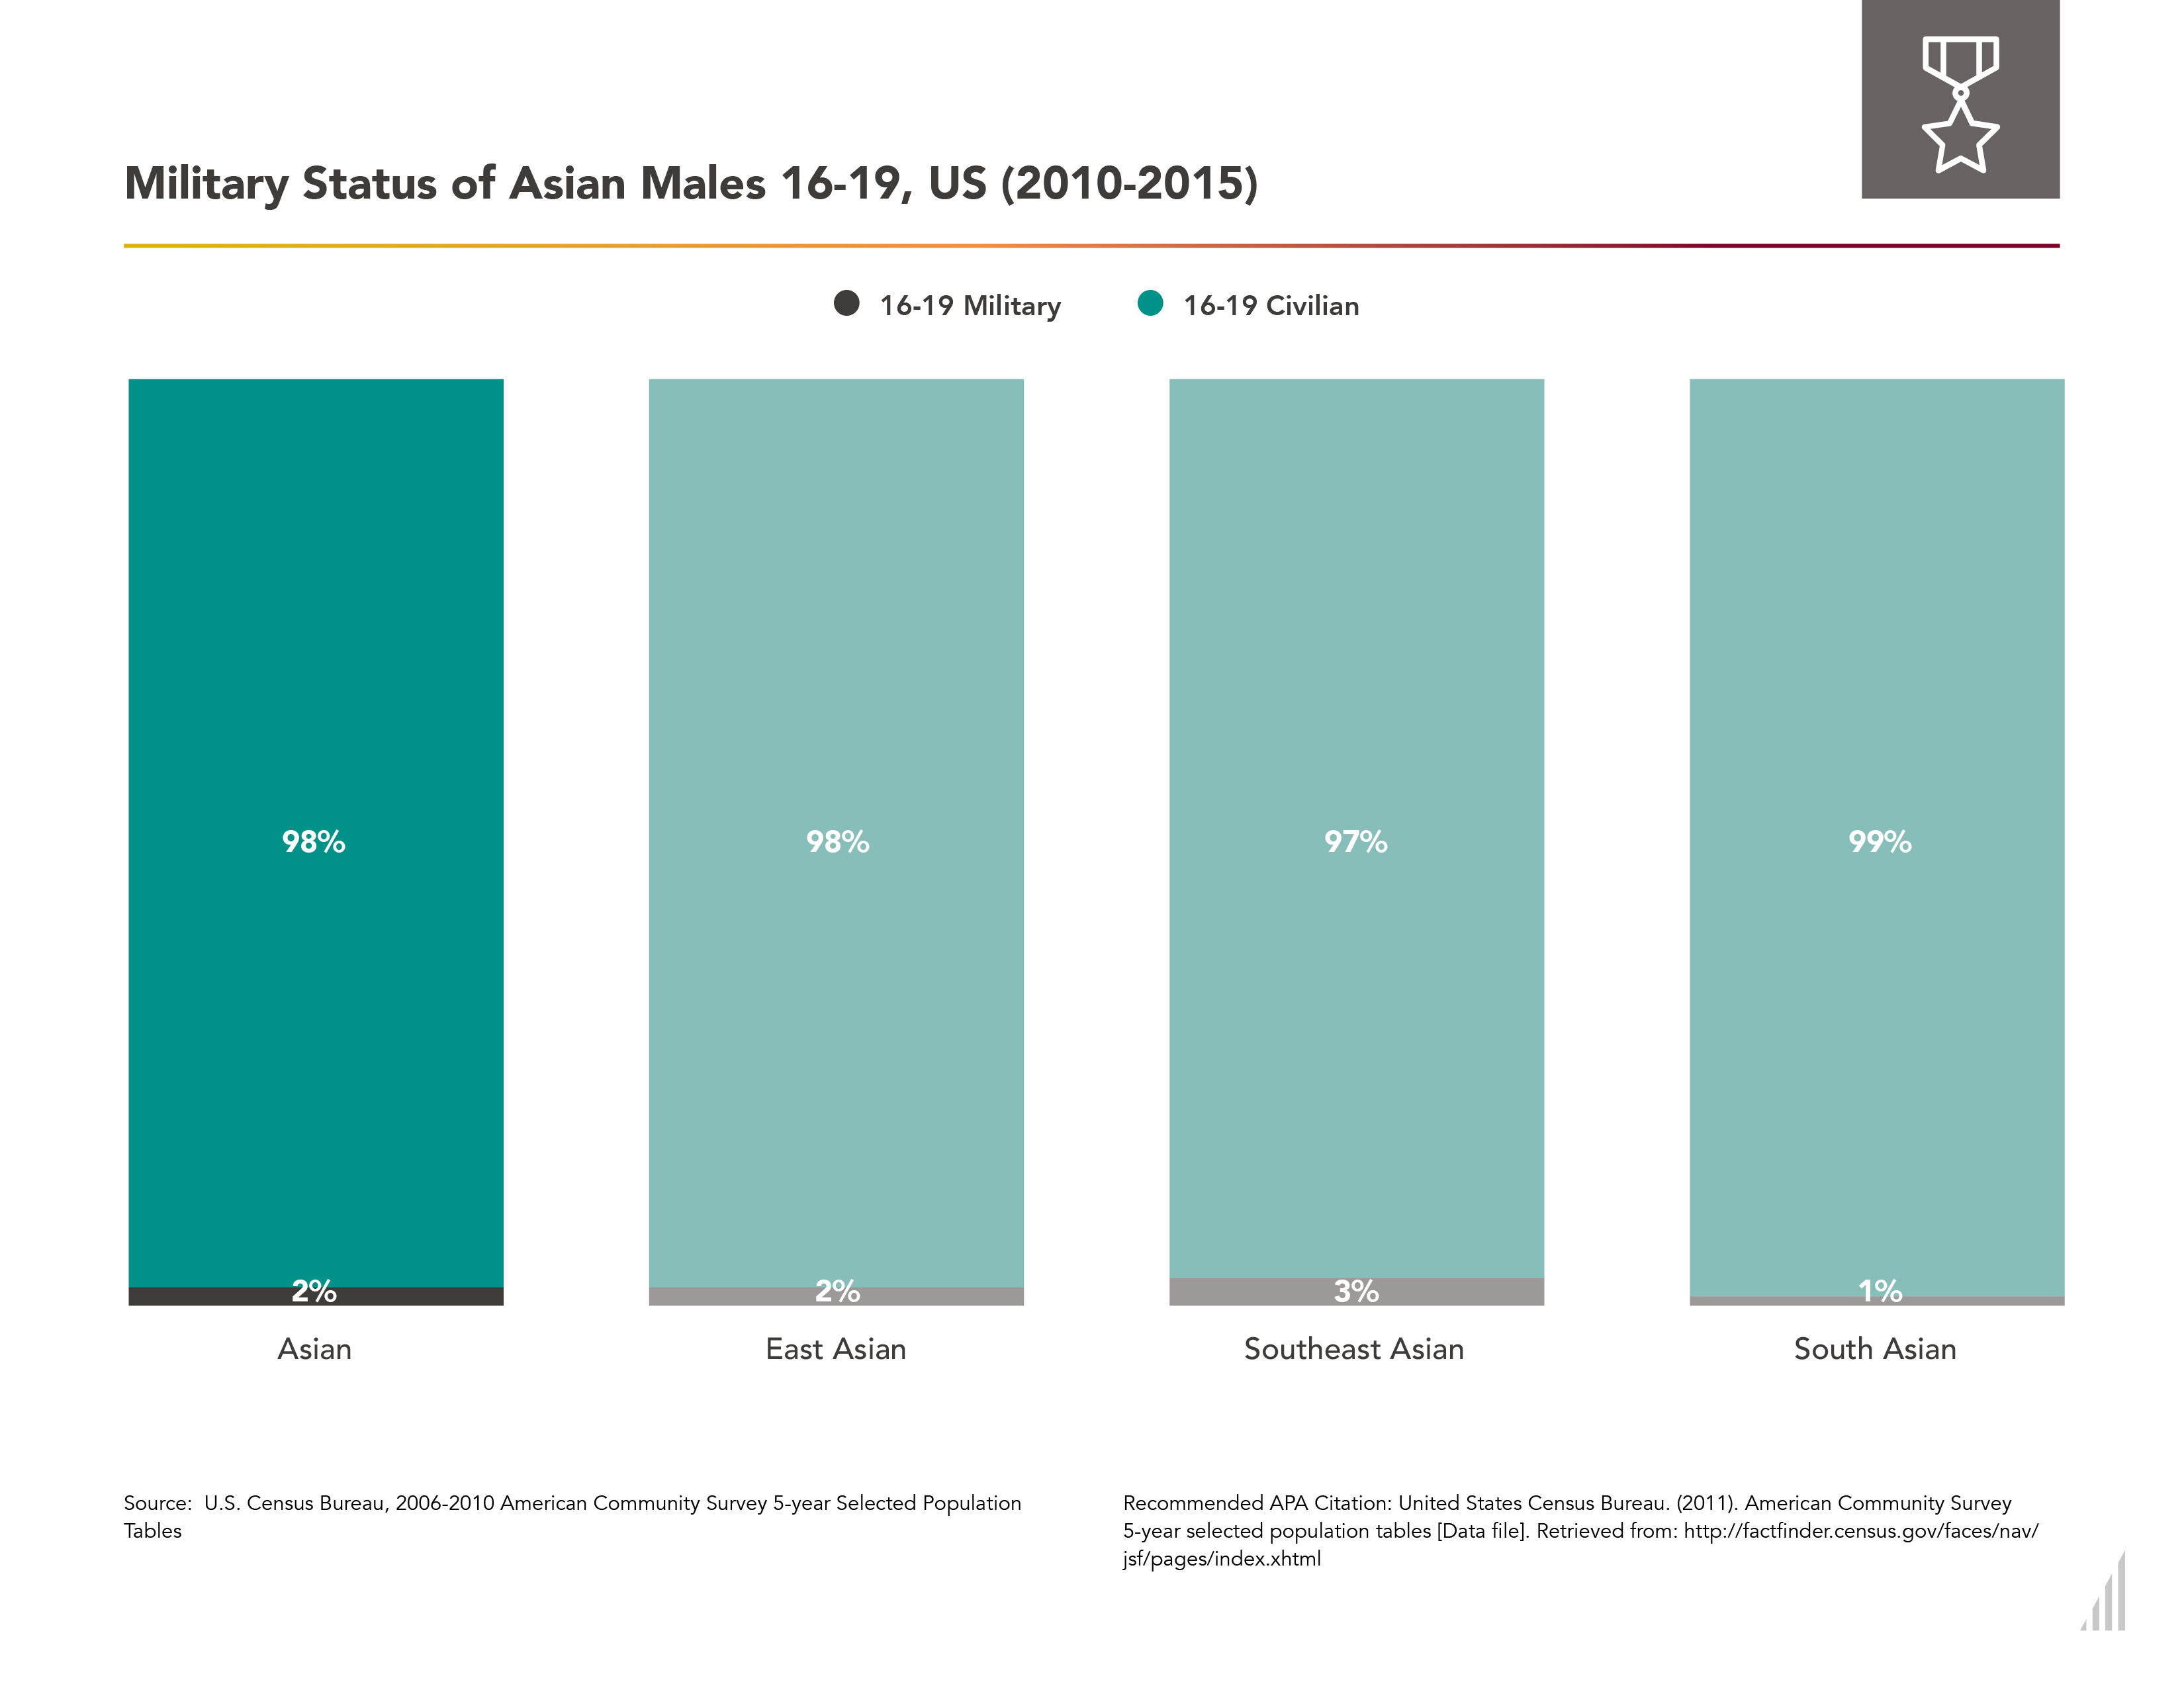 Military Status of Asian Males 16-19, US (2010-2015)
16-19 Military
16-19 Civilian
98%
98%
97%
99%
2%
2%
3%
1%
Asian
East Asian
Southeast Asian
South Asian
Source:  U.S. Census Bureau, 2006-2010 American Community Survey 5-year Selected Population
Tables
Recommended APA Citation: United States Census Bureau. (2011). American Community Survey
5-year selected population tables [Data file]. Retrieved from: http://factfinder.census.gov/faces/nav/
jsf/pages/index.xhtml